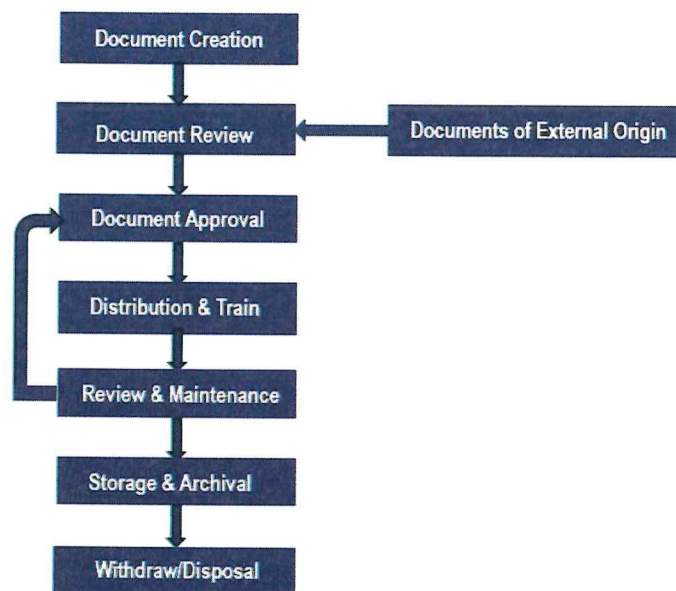 Document Creation
Document Review
Documents of External Origin
Document Approval
Distribution & Train
Review & Maintenance
Storage & Archival
Withdraw/Disposal